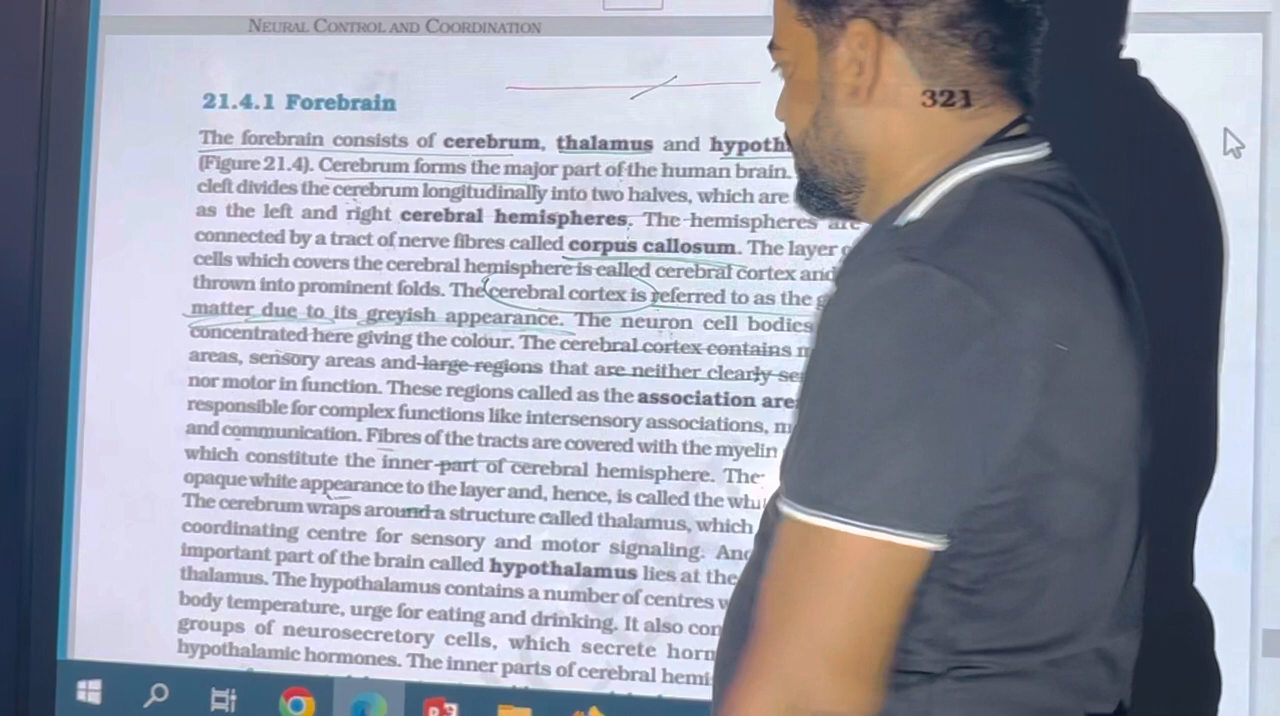 NEURAL CONTROL AND COORDINATION
321
21.4.1 Forebrain
The forebrain consists of cerebrum, thalamus and
(Figure 21.4). Cerebrum forms the major part of the human brain.
cleft divides the cerebrum longitudinally into two halves, which are
as the left and right cerebral hemispheres. The hemispheres are
connected by a tract of nerve fibres called corpus callosum. The layer
cells which covers the cerebral hemisphere is called cerebral cortex and
thrown into prominent folds. The cerebral cortex is referred to as the
matter due to its greyish appearance. The neuron cell bodies
concentrated here giving the colour. The cerebral cortex contains
areas, sensory areas and large regions that are neither clearly
nor motor in function. These regions called as the association
responsible for complex functions like intersensory associations,
and communication. Fibres of the tracts are covered with the myelin
which constitute the inner part of cerebral hemisphere. The
opaque white appearance to the layer and, hence, is called the
The cerebrum wraps around a structure called thalamus, which
coordinating centre for sensory and motor signaling.
important part of the brain called hypothalamus lies at the
thalamus. The hypothalamus contains a number of centres
body temperature, urge for eating and drinking. It also
groups of neurosecretory cells, which secrete
hypothalamic hormones. The inner parts of cerebral